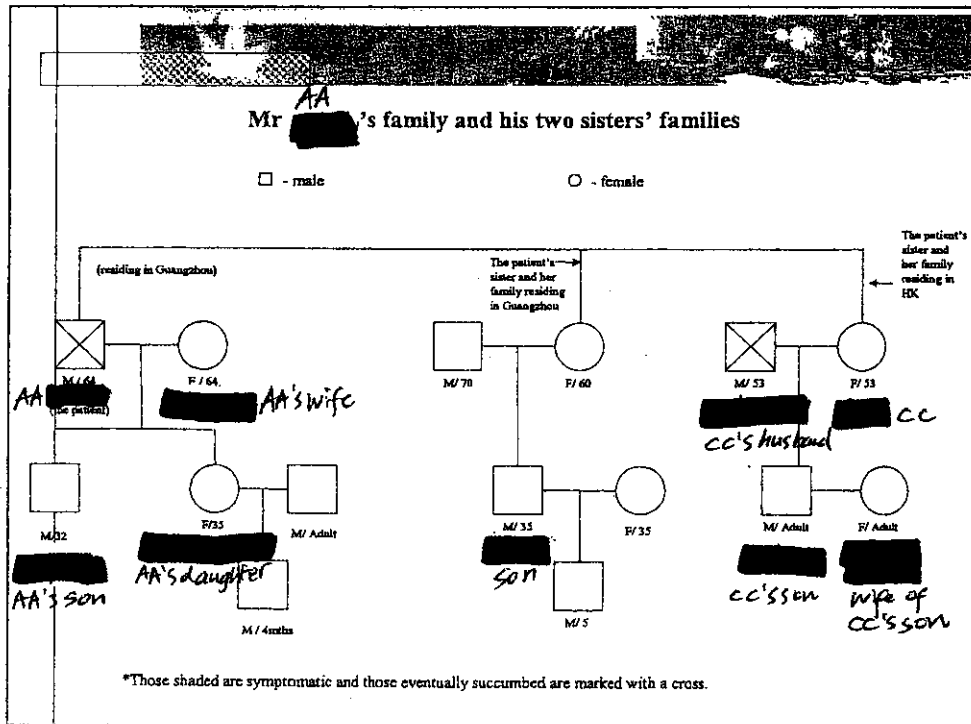 AA
Mr 's family and his two sisters' families
- male
- female
(residing in Guangzhou)
The patient's
sister and her
family residing
in Guangzhou
The patient's
sister and
her family
residing in
HK
M/64
F/64
M/70
F/60
M/53
F/53
AA
(the patient)
AA's wife
CC's husband
CC
M/32
F/35
M/Adult
M/35
F/35
M/Adult
F/Adult
AA's son
AA's daughter
son
CC's son
wife of
CC's son
M/4mths
M/5
*Those shaded are symptomatic and those eventually succumbed are marked with a cross.